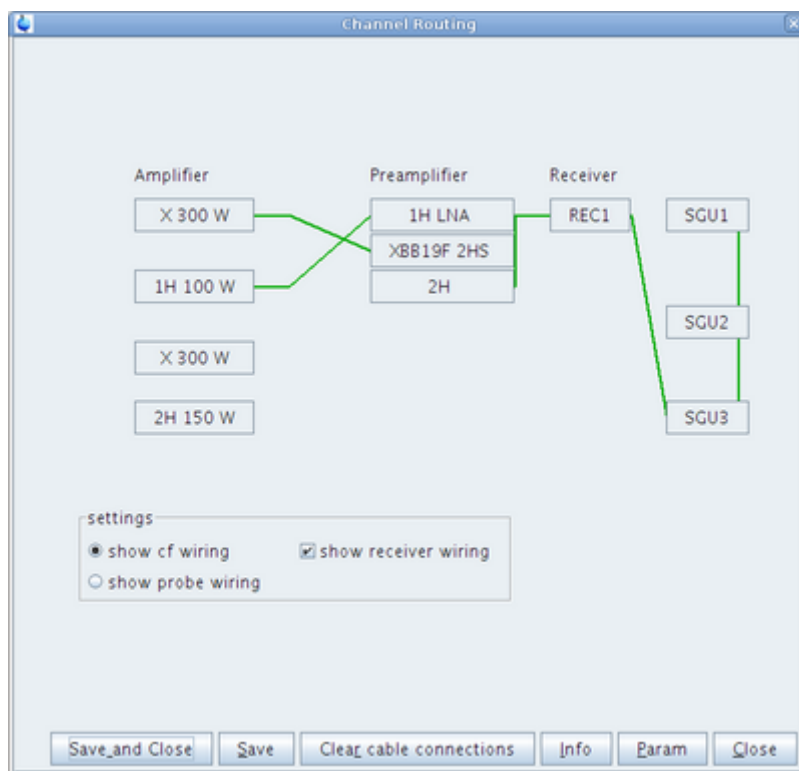 Channel Routing
Amplifier Preamplifier Receiver
X 300 W 1H LNA REC1 SGU1
XBB19F 2HS
1H 100 W 2H
SGU2
X 300 W
2H 150 W SGU3
settings
show cf wiring show receiver wiring
show probe wiring
Save and Close Save Clear cable connections Info Param Close